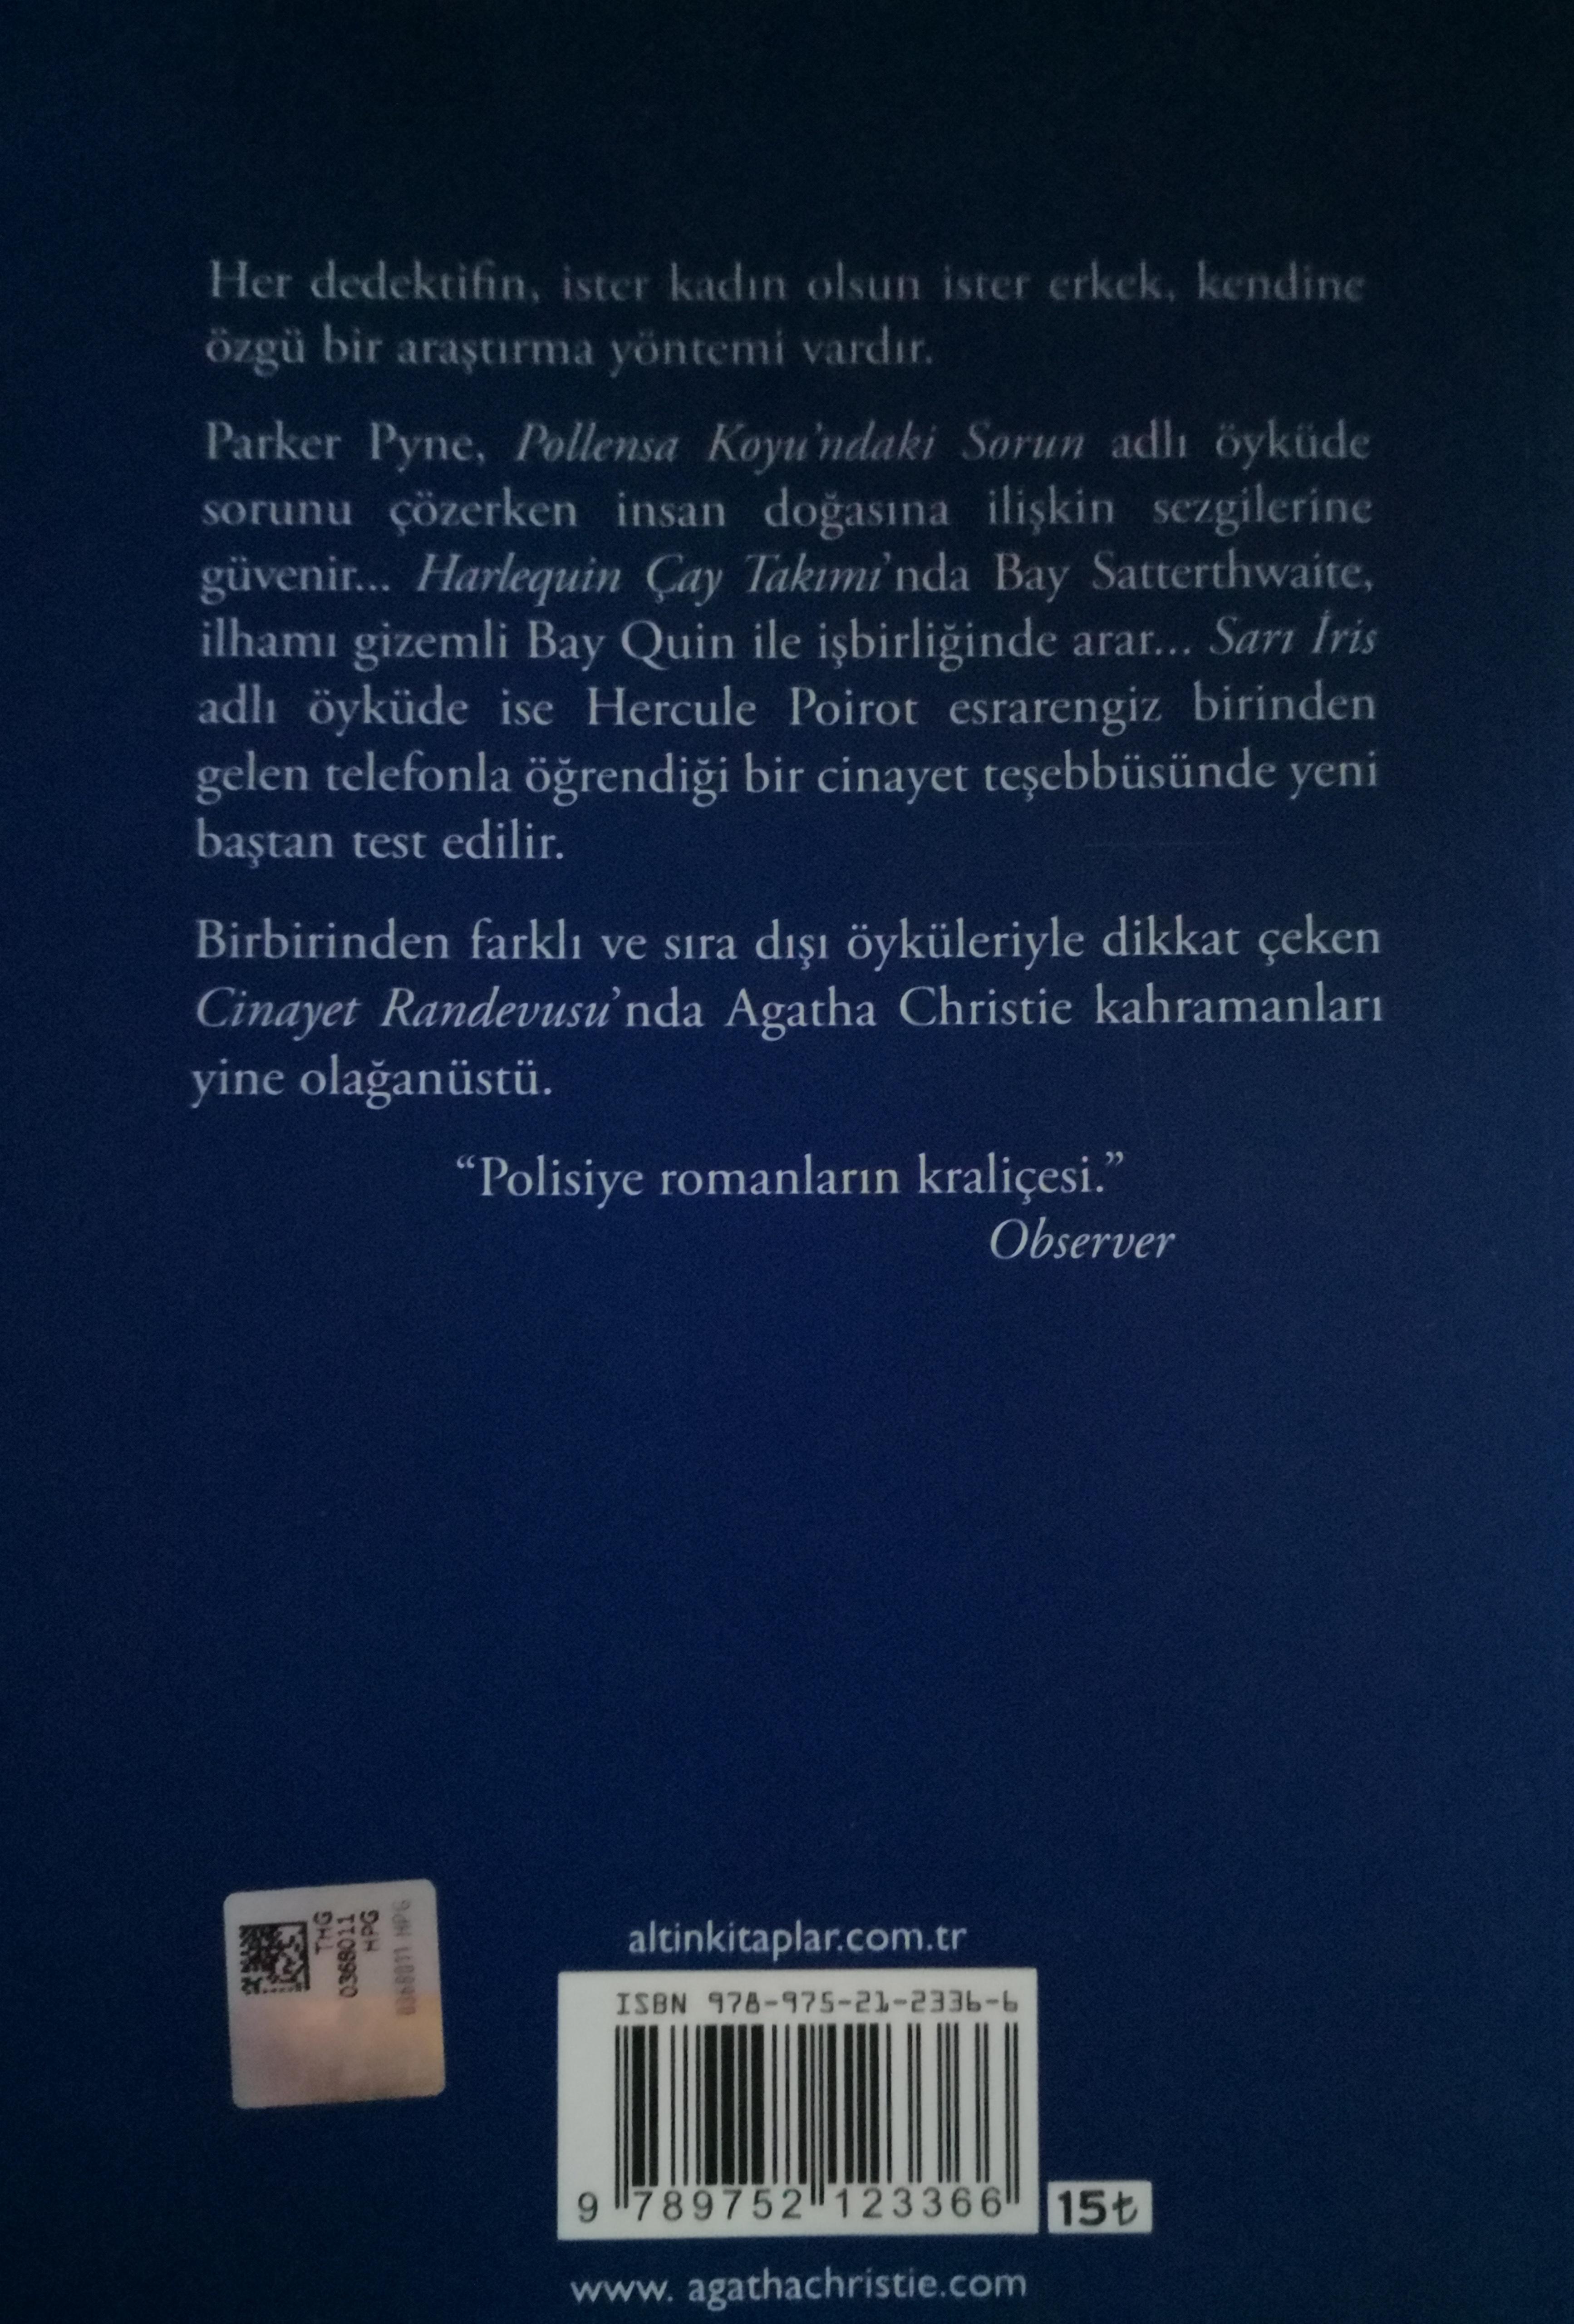 Her dedektifin, ister kadın olsun ister erkek, kendine
özgü bir araştırma yöntemi vardır.
Parker Pyne, Pollensa Koyu'ndaki Sorun adlı öyküde
sorunu çözerken insan doğasına ilişkin sezgilerine
güvenir... Harlequin Çay Takımı'nda Bay Satterthwaite,
ilhamı gizemli Bay Quin ile işbirliğinde arar... Sarı İris
adlı öyküde ise Hercule Poirot esrarengiz birinden
gelen telefonla öğrendiği bir cinayet teşebbüsünde yeni
baştan test edilir.
Birbirinden farklı ve sıra dışı öyküleriyle dikkat çeken
Cinayet Randevusu'nda Agatha Christie kahramanları
yine olağanüstü.
“Polisiye romanların kraliçesi.”
Observer
THG
0368011
HPG
0368011 HPG
altinkitaplar.com.tr
ISBN 978-975-21-2336-6
9 789752 123366
15₺
www. agathachristie.com